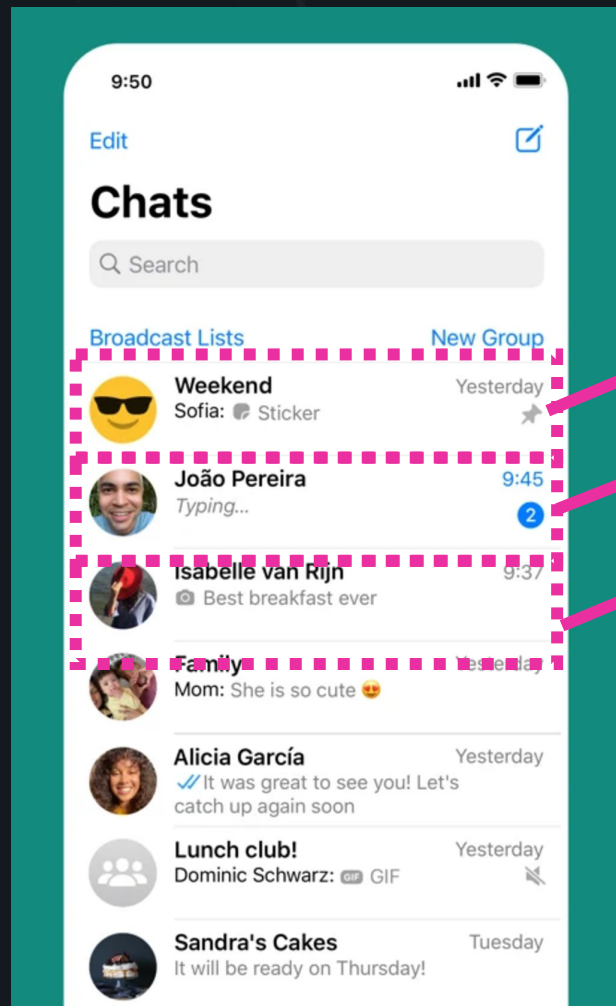 9:50
Edit
Chats
Search
Broadcast Lists New Group
Weekend Yesterday
Sofia: Sticker
João Pereira 9:45
Typing... 2
Isabelle van Rijn 9:37
Best breakfast ever
Family Yesterday
Mom: She is so cute 😍
Alicia García Yesterday
It was great to see you! Let's
catch up again soon
Lunch club! Yesterday
Dominic Schwarz: GIF GIF
Sandra's Cakes Tuesday
It will be ready on Thursday!